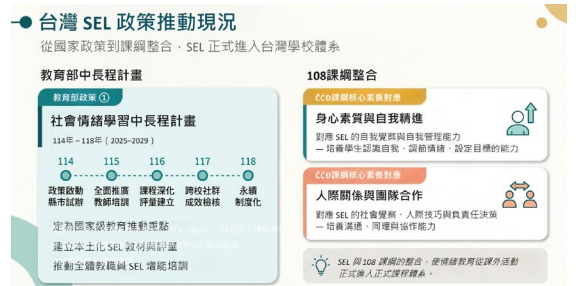 台灣 SEL 政策推動現況
從國家政策到課綱整合，SEL 正式進入台灣學校體系
教育部中長程計畫
教育部政策 ①
社會情緒學習中長程計畫
114年－118年（2025–2029）
114 115 116 117 118
政策啟動 全面推廣 課程深化 跨校社群 永續
縣市試辦 教師培訓 評量建立 成效檢核 制度化
定為國家級教育推動重點
建立本土化 SEL 教材與評量
推動全體教職員 SEL 增能培訓
108課綱整合
課綱核心素養對應
身心素質與自我精進
對應 SEL 的自我覺察與自我管理能力
— 培養學生認識自我、調節情緒、設定目標的能力
課綱核心素養對應
人際關係與團隊合作
對應 SEL 的社會覺察、人際技巧與負責任決策
— 培養溝通、同理與協作能力
SEL 與 108 課綱的整合，使情緒教育從課外活動
正式進入正式課程體系。